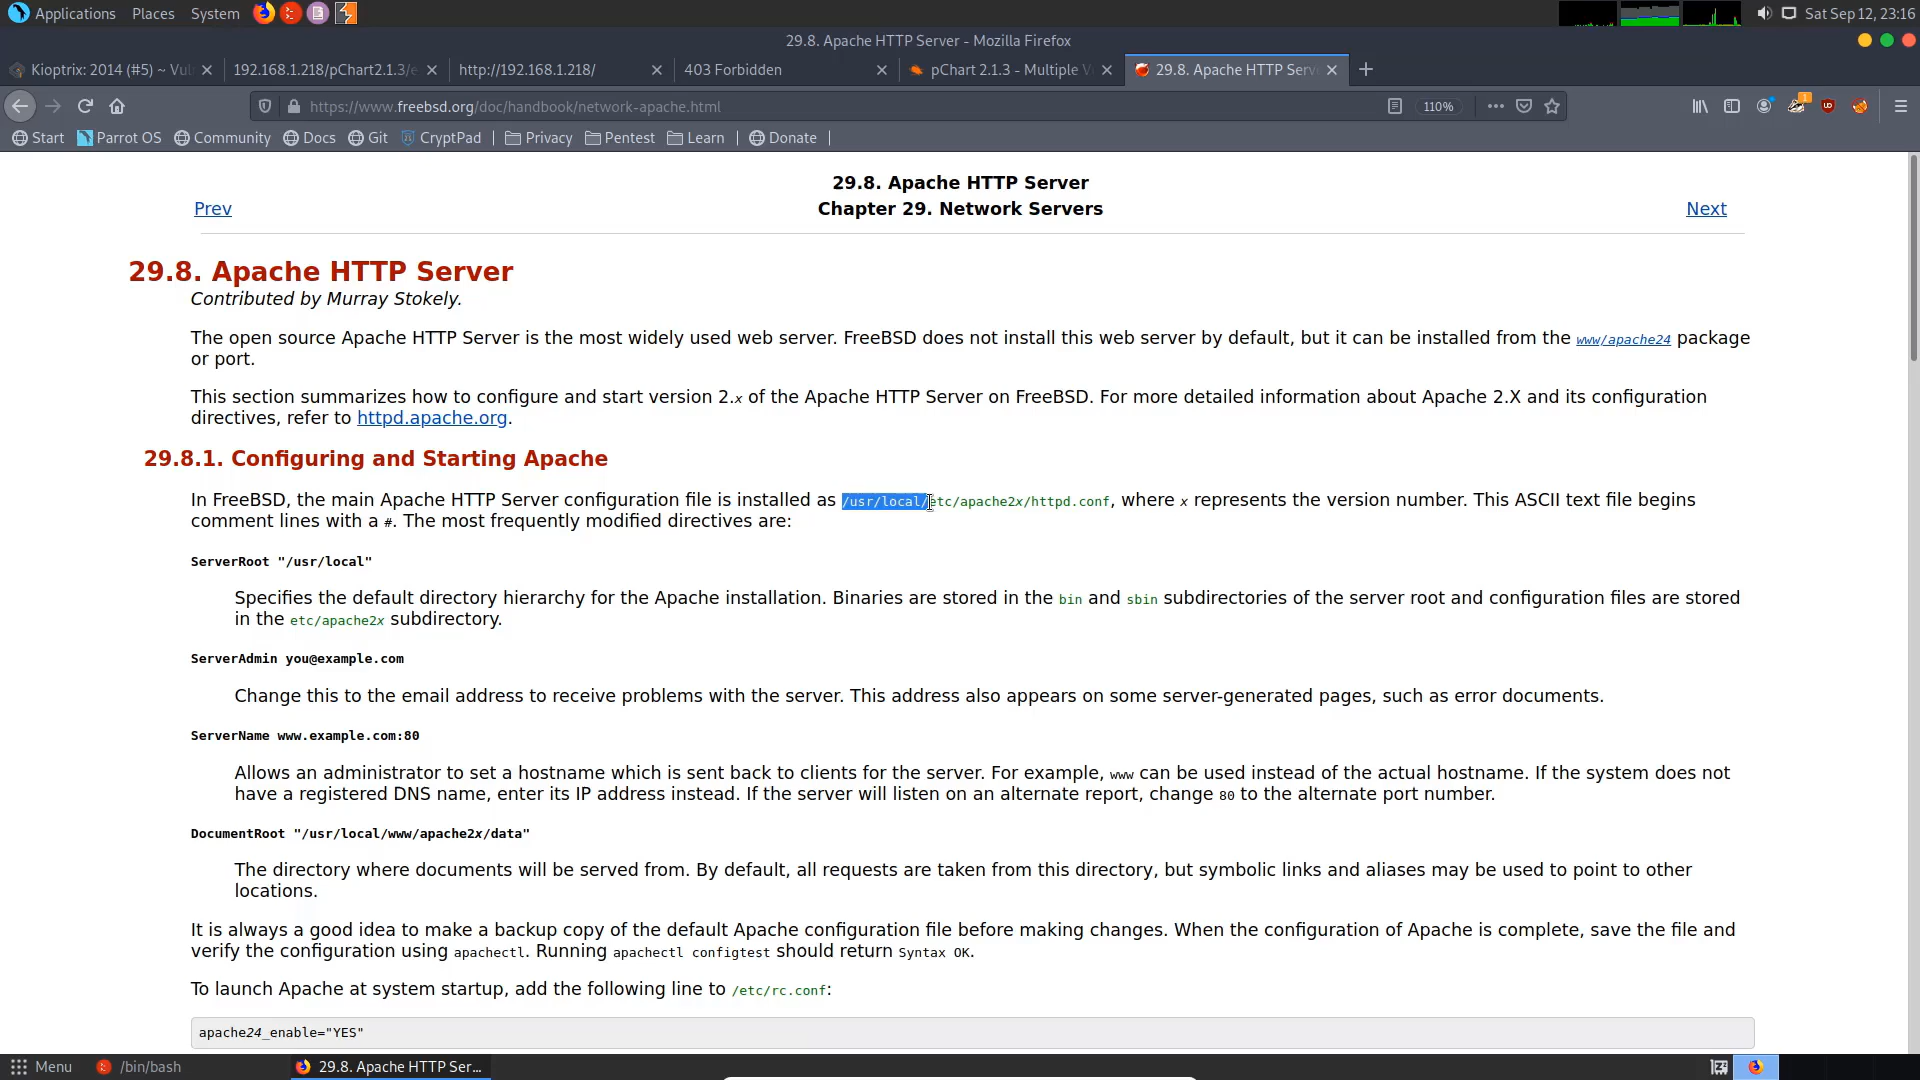 Applications Places System Sat Sep 12, 23:16
29.8. Apache HTTP Server - Mozilla Firefox
Kioptrix: 2014 (#5) ~ Vul 192.168.1.218/pChart2.1.3/e http://192.168.1.218/ 403 Forbidden pChart 2.1.3 - Multiple V 29.8. Apache HTTP Serv
https://www.freebsd.org/doc/handbook/network-apache.html 110%
Start Parrot OS Community Docs Git CryptPad Privacy Pentest Learn Donate
29.8. Apache HTTP Server
Prev Chapter 29. Network Servers Next
29.8. Apache HTTP Server
Contributed by Murray Stokely.
The open source Apache HTTP Server is the most widely used web server. FreeBSD does not install this web server by default, but it can be installed from the www/apache24 package
or port.
This section summarizes how to configure and start version 2.x of the Apache HTTP Server on FreeBSD. For more detailed information about Apache 2.X and its configuration
directives, refer to httpd.apache.org.
29.8.1. Configuring and Starting Apache
In FreeBSD, the main Apache HTTP Server configuration file is installed as /usr/local/etc/apache2x/httpd.conf, where x represents the version number. This ASCII text file begins
comment lines with a #. The most frequently modified directives are:
ServerRoot "/usr/local"
Specifies the default directory hierarchy for the Apache installation. Binaries are stored in the bin and sbin subdirectories of the server root and configuration files are stored
in the etc/apache2x subdirectory.
ServerAdmin you@example.com
Change this to the email address to receive problems with the server. This address also appears on some server-generated pages, such as error documents.
ServerName www.example.com:80
Allows an administrator to set a hostname which is sent back to clients for the server. For example, www can be used instead of the actual hostname. If the system does not
have a registered DNS name, enter its IP address instead. If the server will listen on an alternate report, change 80 to the alternate port number.
DocumentRoot "/usr/local/www/apache2x/data"
The directory where documents will be served from. By default, all requests are taken from this directory, but symbolic links and aliases may be used to point to other
locations.
It is always a good idea to make a backup copy of the default Apache configuration file before making changes. When the configuration of Apache is complete, save the file and
verify the configuration using apachectl. Running apachectl configtest should return Syntax OK.
To launch Apache at system startup, add the following line to /etc/rc.conf:
apache24_enable="YES"
Menu /bin/bash 29.8. Apache HTTP Ser...